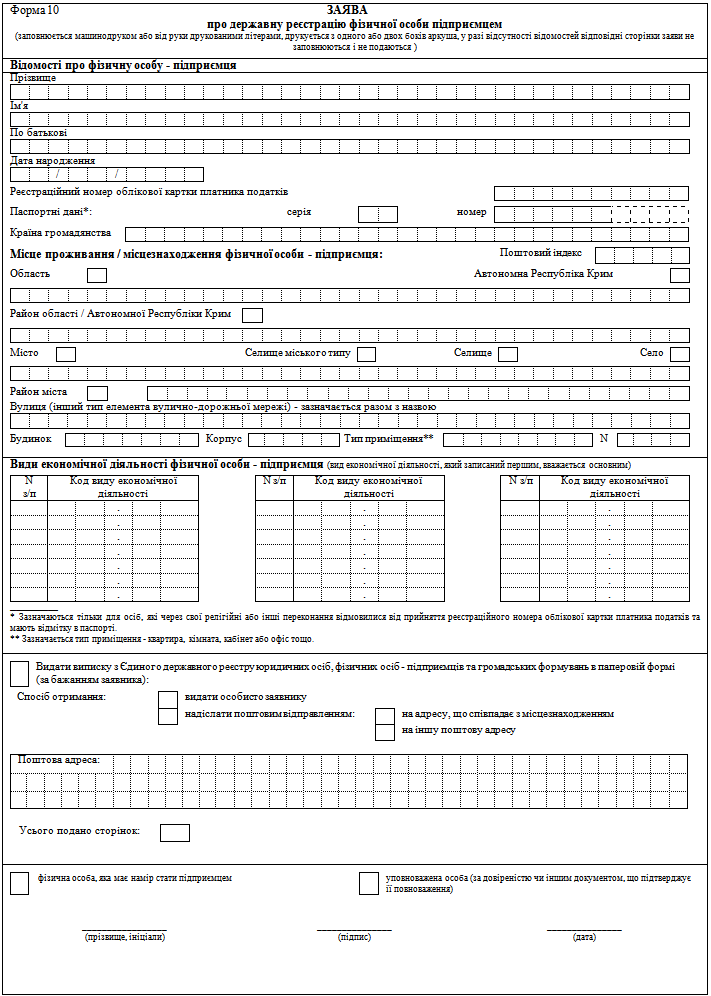 Форма 10
ЗАЯВА
про державну реєстрацію фізичної особи підприємцем
(заповнюється машинодруком або від руки друкованими літерами, друкується з одного або двох боків аркуша, у разі відсутності відомостей відповідні сторінки заяви не
заповнюються і не подаються )
Відомості про фізичну особу - підприємця
Прізвище
Ім'я
По батькові
Дата народження
/ /
Реєстраційний номер облікової картки платника податків
Паспортні дані*: серія номер
Країна громадянства
Місце проживання / місцезнаходження фізичної особи - підприємця: Поштовий індекс
Область Автономна Республіка Крим
Район області / Автономної Республіки Крим
Місто Селище міського типу Селище Село
Район міста
Вулиця (інший тип елемента вулично-дорожньої мережі) - зазначається разом з назвою
Будинок Корпус Тип приміщення** N
Види економічної діяльності фізичної особи - підприємця (вид економічної діяльності, який записаний першим, вважається основним)
N Код виду економічної N з/п Код виду економічної N з/п Код виду економічної
з/п діяльності діяльності діяльності
. . .
. . .
. . .
. . .
. . .
. . .
. . .
* Зазначаються тільки для осіб, які через свої релігійні або інші переконання відмовилися від прийняття реєстраційного номера облікової картки платника податків та
мають відмітку в паспорті.
** Зазначається тип приміщення - квартира, кімната, кабінет або офіс тощо.
Видати виписку з Єдиного державного реєстру юридичних осіб, фізичних осіб - підприємців та громадських формувань в паперовій формі
(за бажанням заявника):
Спосіб отримання: видати особисто заявнику
надіслати поштовим відправленням: на адресу, що співпадає з місцезнаходженням
на іншу поштову адресу
Поштова адреса:
Усього подано сторінок:
фізична особа, яка має намір стати підприємцем уповноважена особа (за довіреністю чи іншим документом, що підтверджує
її повноваження)
(прізвище, ініціали) (підпис) (дата)